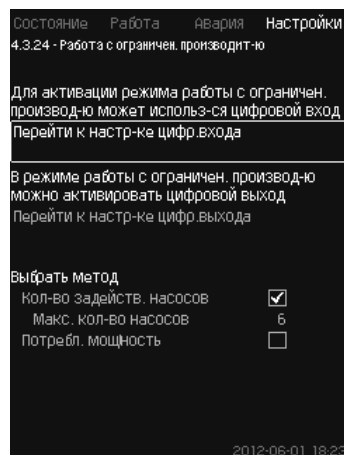 Состояние Работа Авария Настройки
4.3.24 - Работа с ограничен. производит-ю
Для активации режима работы с ограничен.
производ-ю может использ-ся цифровой вход
Перейти к настр-ке цифр.входа
В режиме работы с ограничен. производ-ю
можно активировать цифровой выход
Перейти к настр-ке цифр.выхода
Выбрать метод
Кол-во задейств. насосов
Макс. кол-во насосов 6
Потребл. мощность
2012-06-01 18:23